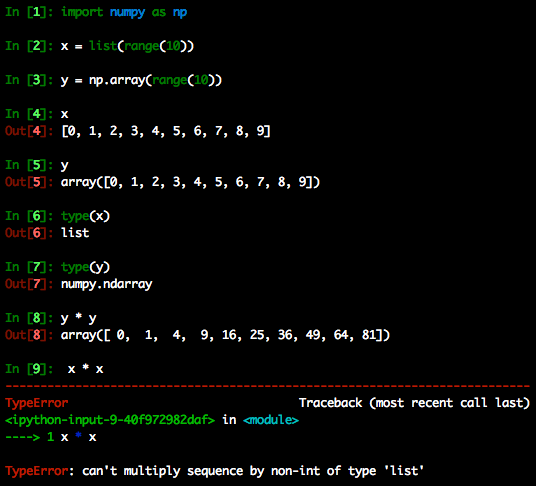 In [1]: import numpy as np
In [2]: x = list(range(10))
In [3]: y = np.array(range(10))
In [4]: x
Out[4]: [0, 1, 2, 3, 4, 5, 6, 7, 8, 9]
In [5]: y
Out[5]: array([0, 1, 2, 3, 4, 5, 6, 7, 8, 9])
In [6]: type(x)
Out[6]: list
In [7]: type(y)
Out[7]: numpy.ndarray
In [8]: y * y
Out[8]: array([ 0,  1,  4,  9, 16, 25, 36, 49, 64, 81])
In [9]:  x * x
---------------------------------------------------------------------------
TypeError                                 Traceback (most recent call last)
<ipython-input-9-40f972982daf> in <module>
----> 1 x * x
TypeError: can't multiply sequence by non-int of type 'list'